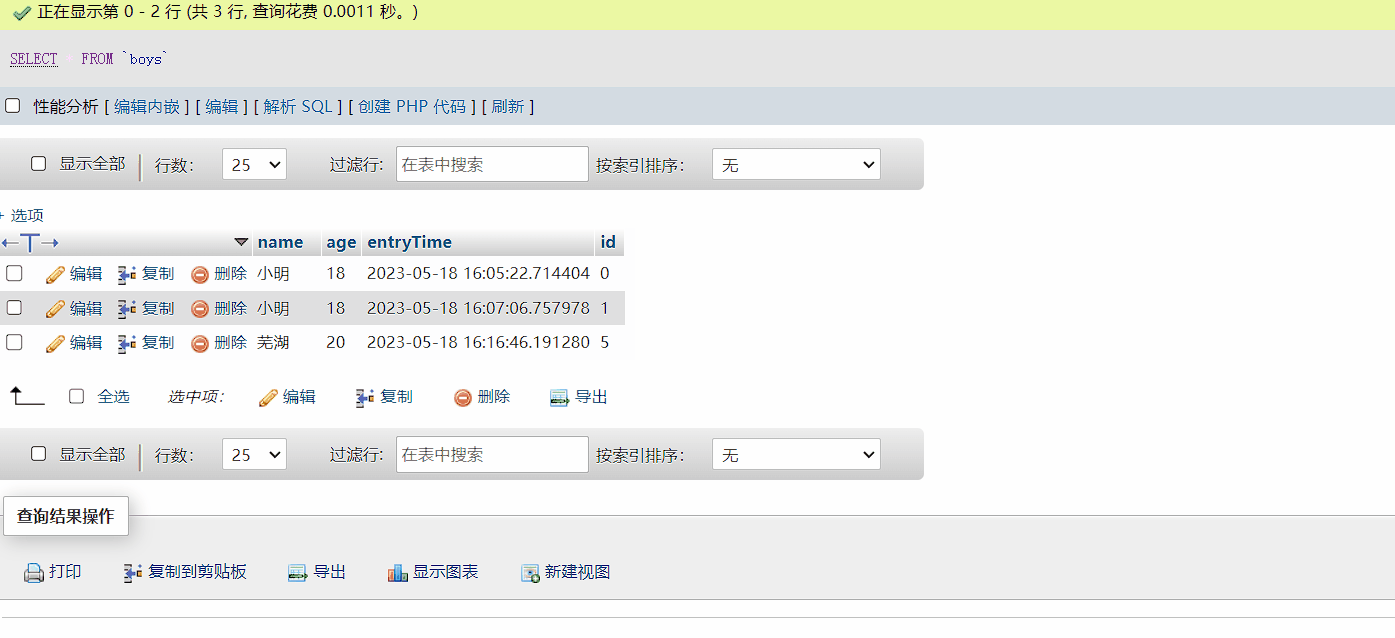 正在显示第 0 - 2 行 (共 3 行, 查询花费 0.0011 秒。)
SELECT FROM `boys`
性能分析 [ 编辑内嵌 ] [ 编辑 ] [ 解析 SQL ] [ 创建 PHP 代码 ] [ 刷新 ]
显示全部 行数: 25 过滤行: 在表中搜索 按索引排序: 无
+ 选项
←T→ name age entryTime id
编辑 复制 删除 小明 18 2023-05-18 16:05:22.714404 0
编辑 复制 删除 小明 18 2023-05-18 16:07:06.757978 1
编辑 复制 删除 芜湖 20 2023-05-18 16:16:46.191280 5
全选 选中项: 编辑 复制 删除 导出
显示全部 行数: 25 过滤行: 在表中搜索 按索引排序: 无
查询结果操作
打印 复制到剪贴板 导出 显示图表 新建视图